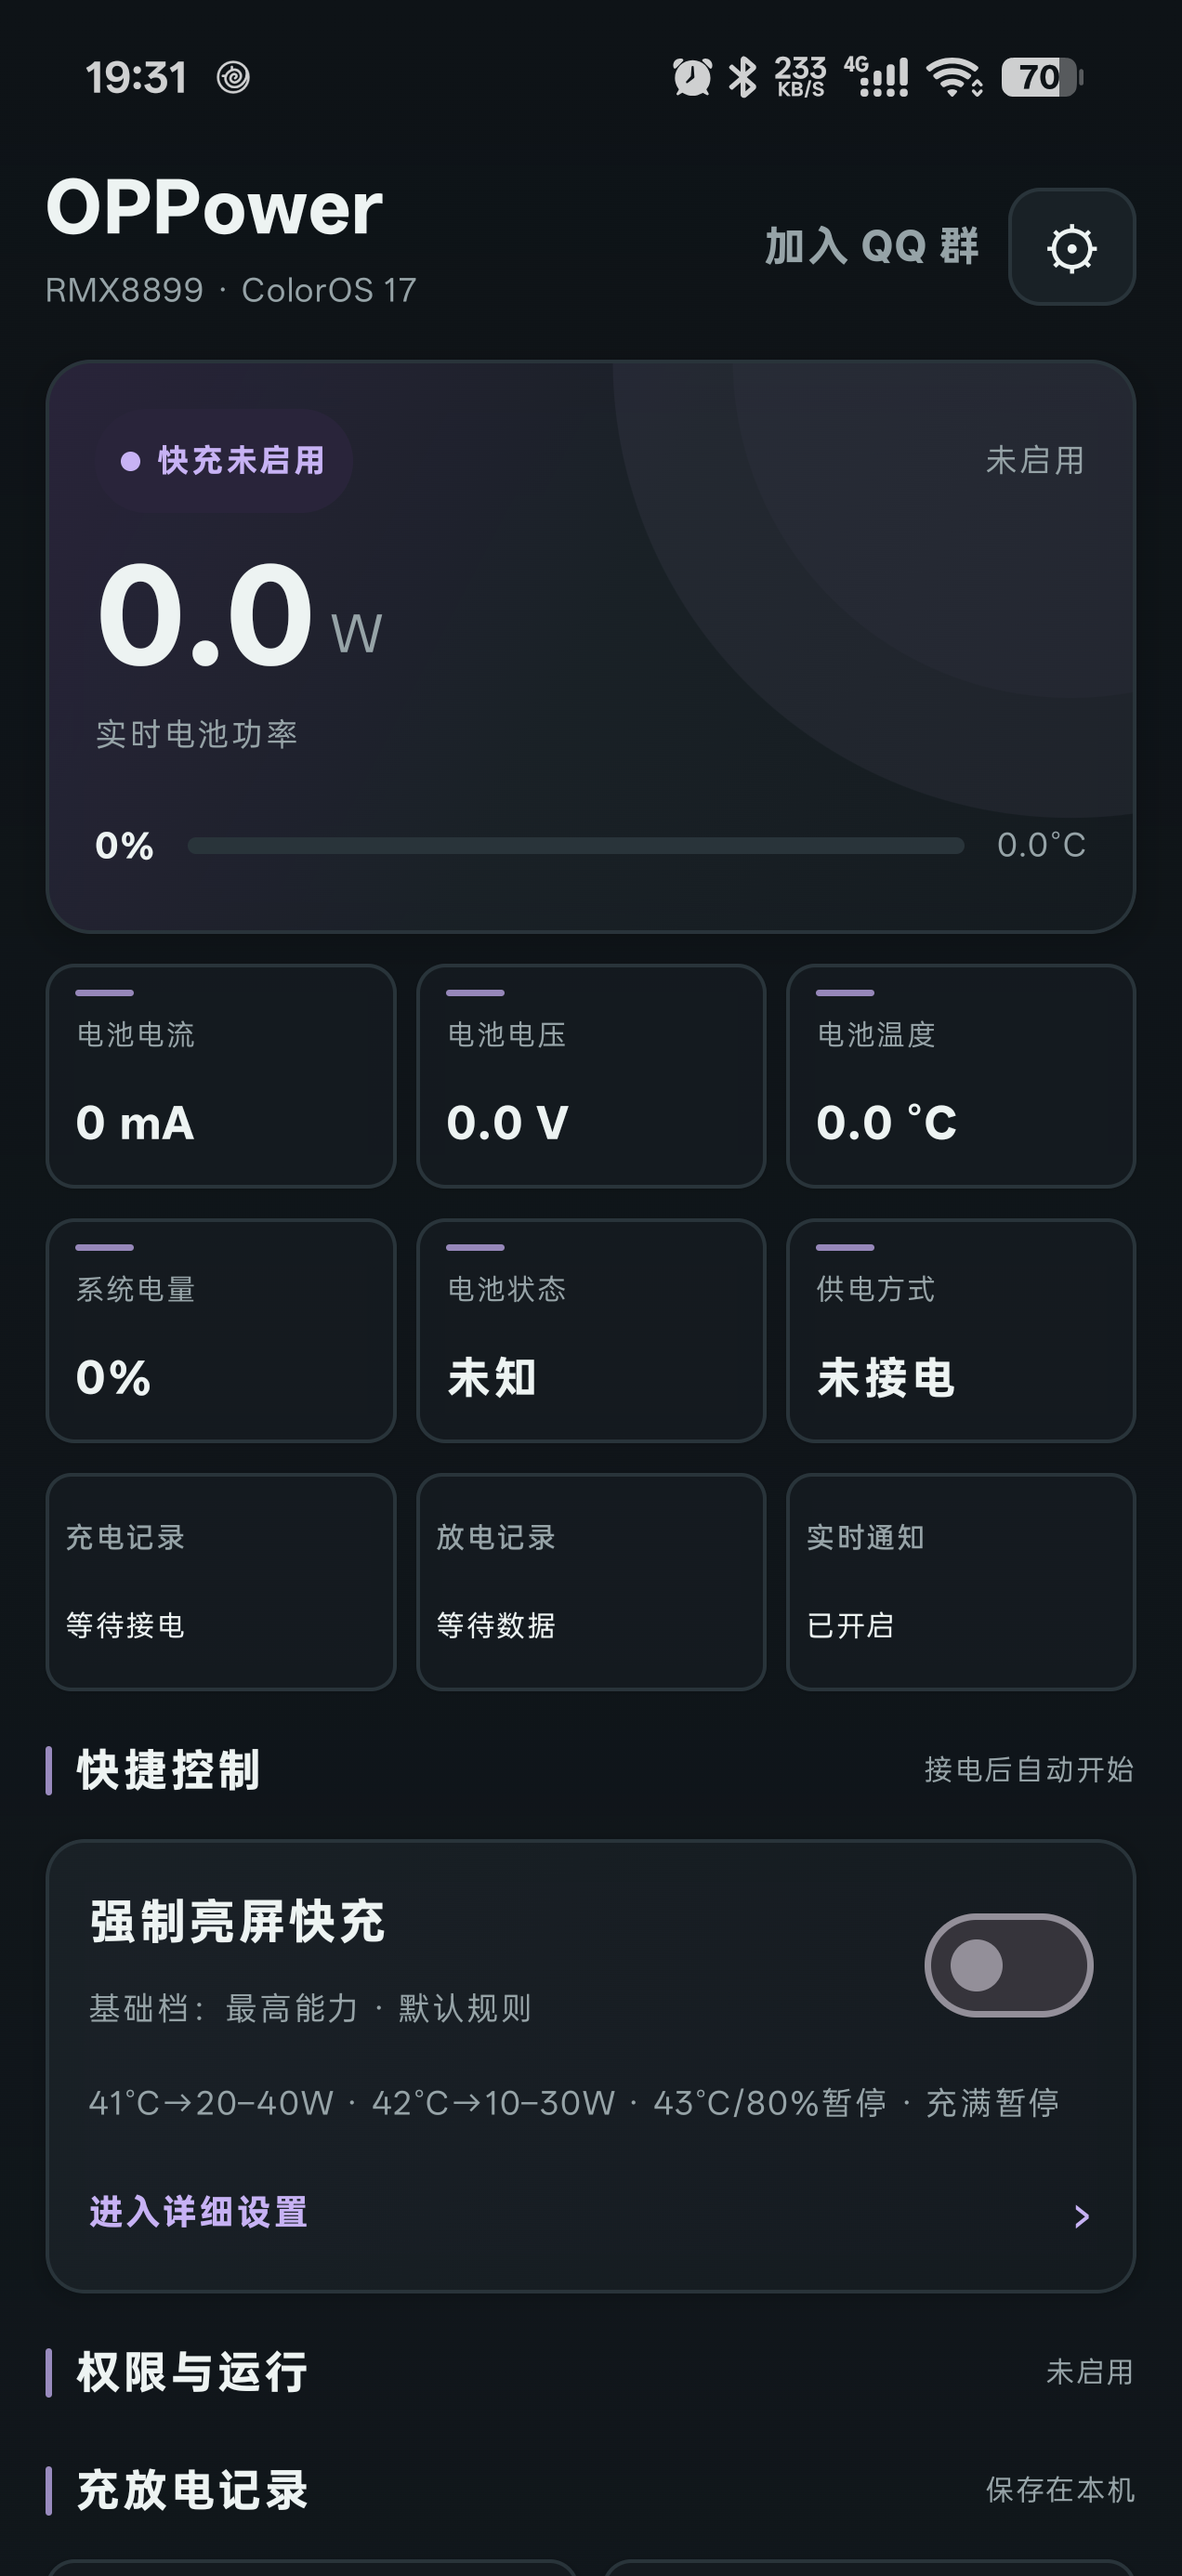 19:31
233 KB/S 4G 70
OPPower
RMX8899 · ColorOS 17
加入 QQ 群
快充未启用
未启用
0.0 W
实时电池功率
0%
0.0°C
电池电流
0 mA
电池电压
0.0 V
电池温度
0.0 °C
系统电量
0%
电池状态
未知
供电方式
未接电
充电记录
等待接电
放电记录
等待数据
实时通知
已开启
快捷控制
接电后自动开始
强制亮屏快充
基础档：最高能力 · 默认规则
41°C→20–40W · 42°C→10–30W · 43°C/80%暂停 · 充满暂停
进入详细设置
权限与运行
未启用
充放电记录
保存在本机